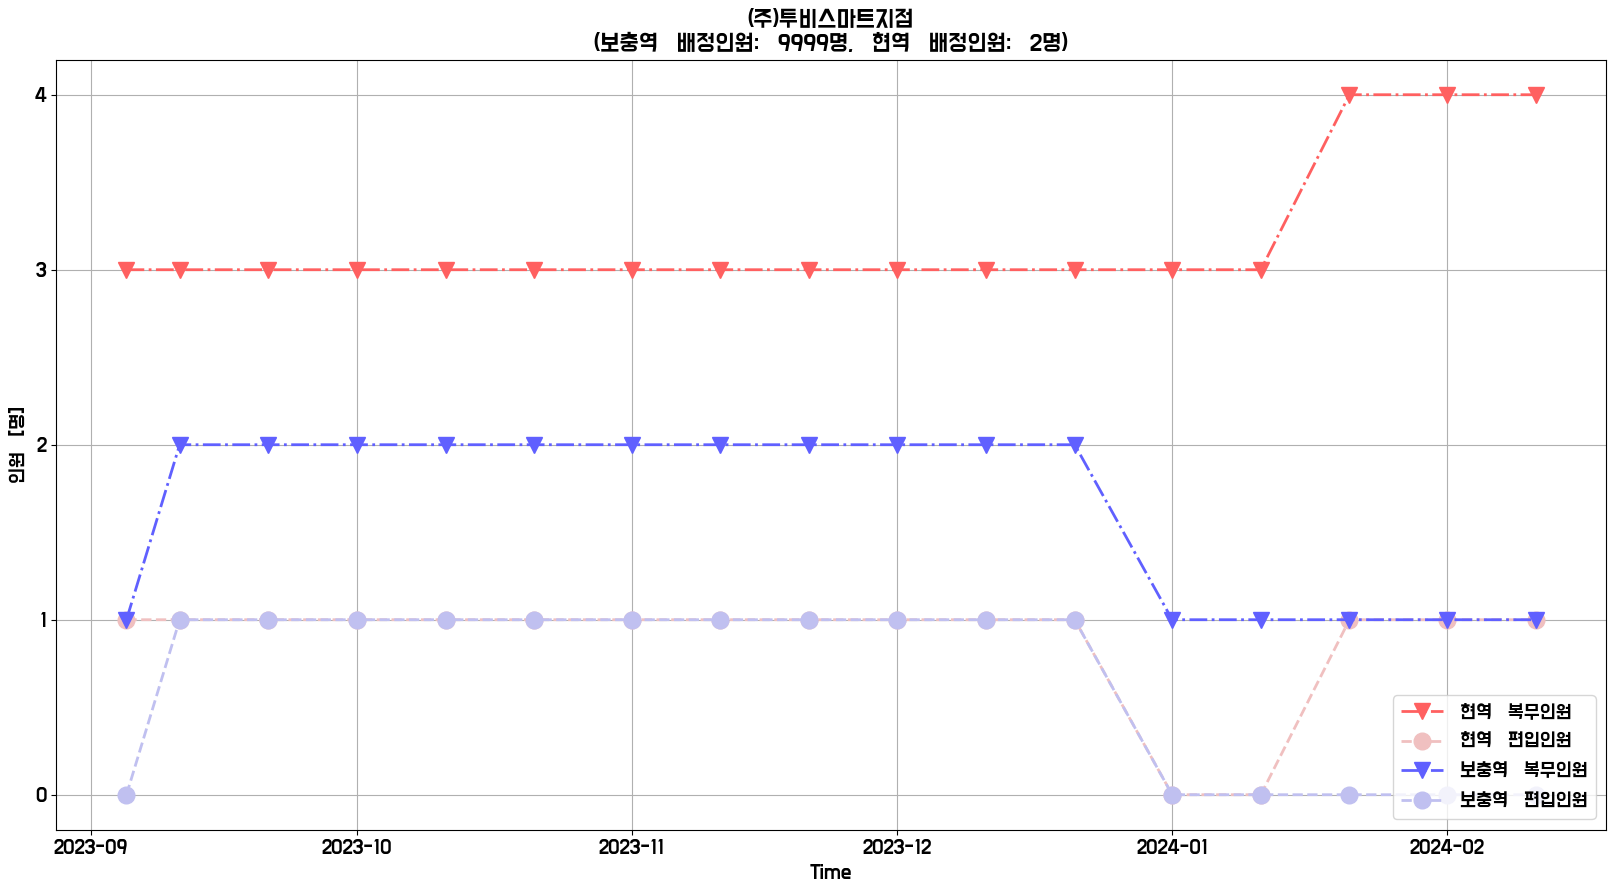 (주)투비스마트지점
(보충역 배정인원: 9999명, 현역 배정인원: 2명)
인원 [명]
4
3
2
1
0
2023-09
2023-10
2023-11
2023-12
2024-01
2024-02
Time
현역 복무인원
현역 편입인원
보충역 복무인원
보충역 편입인원